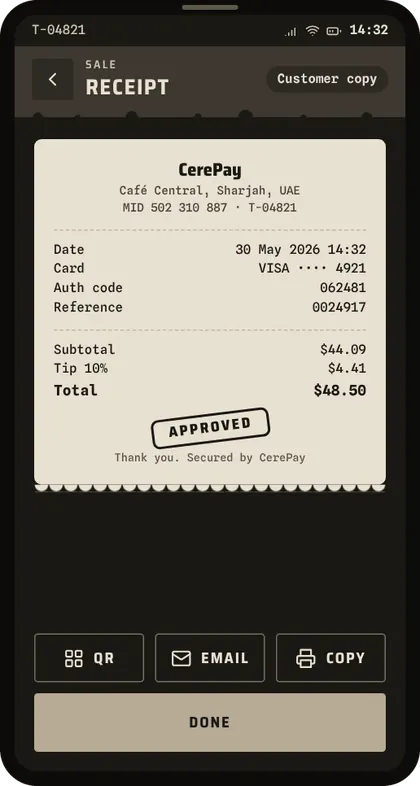 T-04821 14:32
SALE
RECEIPT
Customer copy
CerePay
Café Central, Sharjah, UAE
MID 502 310 887 · T-04821
Date 30 May 2026 14:32
Card VISA ···· 4921
Auth code 062481
Reference 0024917
Subtotal $44.09
Tip 10% $4.41
Total $48.50
APPROVED
Thank you. Secured by CerePay
QR EMAIL COPY
DONE